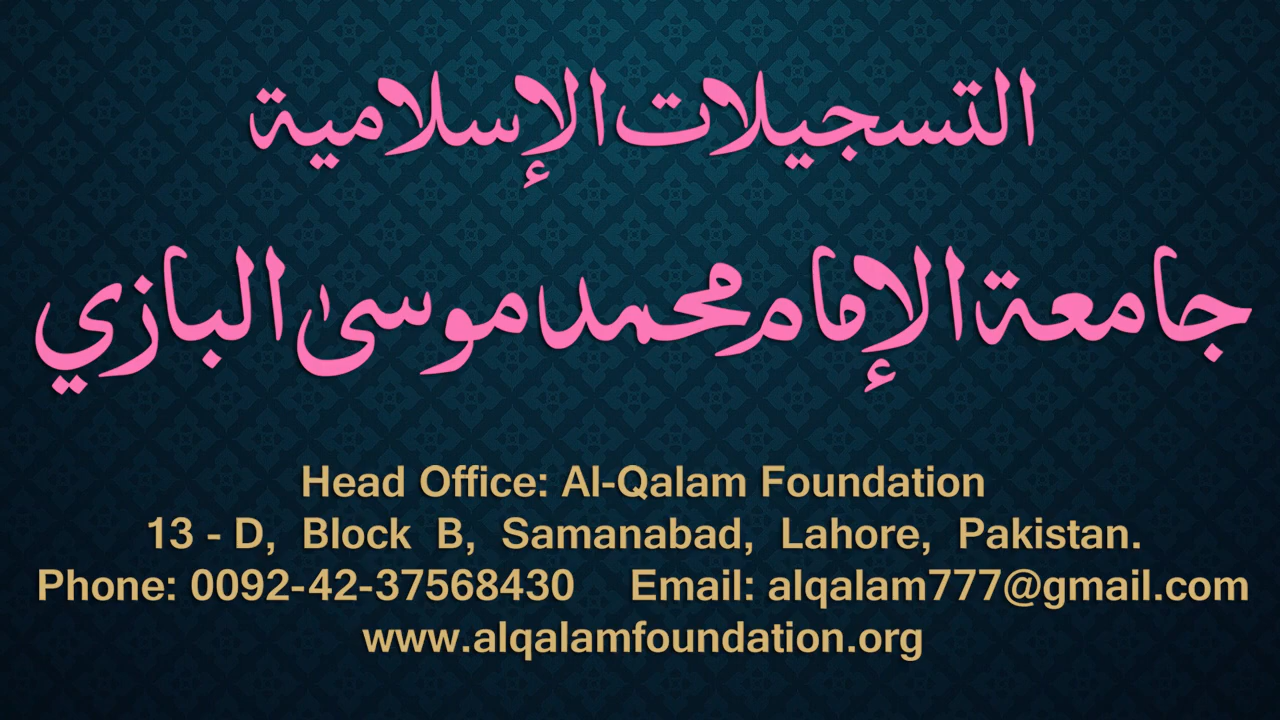 التسجيلات الإسلامية
جامعة الإمام محمد موسىٰ البازي
Head Office: Al-Qalam Foundation
13 - D, Block B, Samanabad, Lahore, Pakistan.
Phone: 0092-42-37568430 Email: alqalam777@gmail.com
www.alqalamfoundation.org